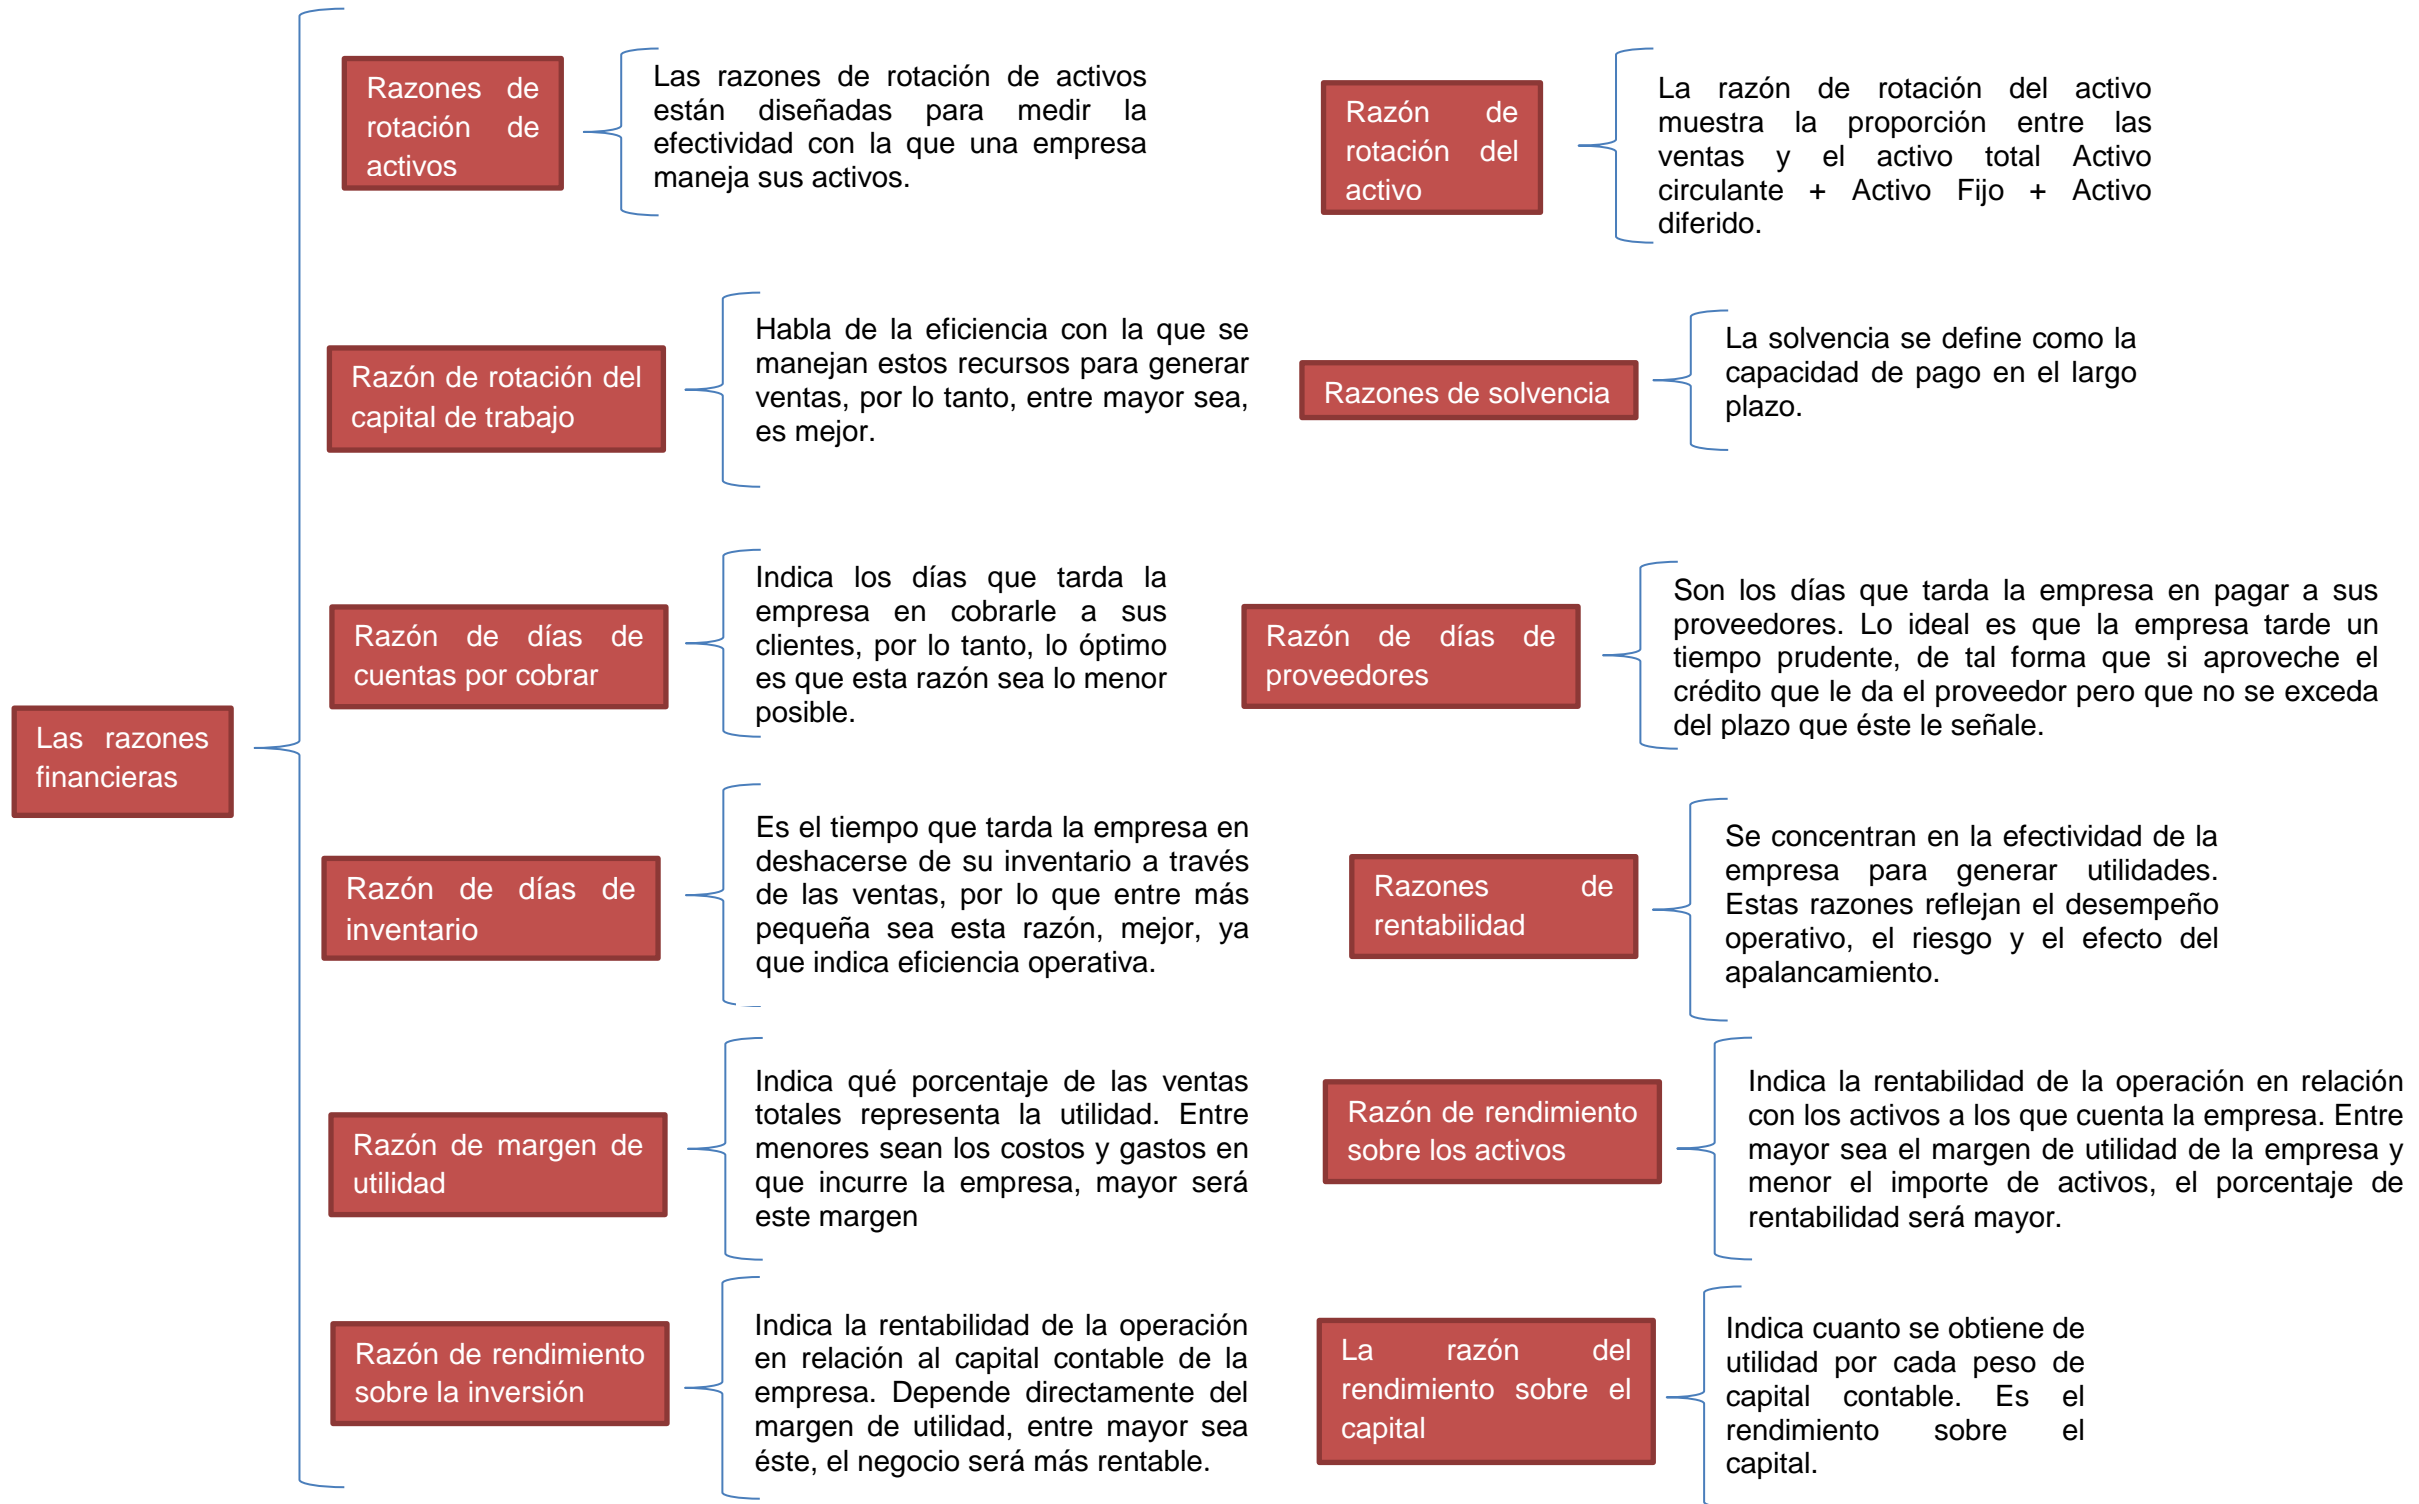 Las razones
financieras
Razones de
rotación de
activos
Las razones de rotación de activos
están diseñadas para medir la
efectividad con la que una empresa
maneja sus activos.
Razón de
rotación del
activo
La razón de rotación del activo
muestra la proporción entre las
ventas y el activo total Activo
circulante + Activo Fijo + Activo
diferido.
Razón de rotación del
capital de trabajo
Habla de la eficiencia con la que se
manejan estos recursos para generar
ventas, por lo tanto, entre mayor sea,
es mejor.
Razones de solvencia
La solvencia se define como la
capacidad de pago en el largo
plazo.
Razón de días de
cuentas por cobrar
Indica los días que tarda la
empresa en cobrarle a sus
clientes, por lo tanto, lo óptimo
es que esta razón sea lo menor
posible.
Razón de días de
proveedores
Son los días que tarda la empresa en pagar a sus
proveedores. Lo ideal es que la empresa tarde un
tiempo prudente, de tal forma que si aproveche el
crédito que le da el proveedor pero que no se exceda
del plazo que éste le señale.
Razón de días de
inventario
Es el tiempo que tarda la empresa en
deshacerse de su inventario a través
de las ventas, por lo que entre más
pequeña sea esta razón, mejor, ya
que indica eficiencia operativa.
Razones de
rentabilidad
Se concentran en la efectividad de la
empresa para generar utilidades.
Estas razones reflejan el desempeño
operativo, el riesgo y el efecto del
apalancamiento.
Razón de margen de
utilidad
Indica qué porcentaje de las ventas
totales representa la utilidad. Entre
menores sean los costos y gastos en
que incurre la empresa, mayor será
este margen
Razón de rendimiento
sobre los activos
Indica la rentabilidad de la operación en relación
con los activos a los que cuenta la empresa. Entre
mayor sea el margen de utilidad de la empresa y
menor el importe de activos, el porcentaje de
rentabilidad será mayor.
Razón de rendimiento
sobre la inversión
Indica la rentabilidad de la operación
en relación al capital contable de la
empresa. Depende directamente del
margen de utilidad, entre mayor sea
éste, el negocio será más rentable.
La razón del
rendimiento sobre el
capital
Indica cuanto se obtiene de
utilidad por cada peso de
capital contable. Es el
rendimiento sobre el
capital.